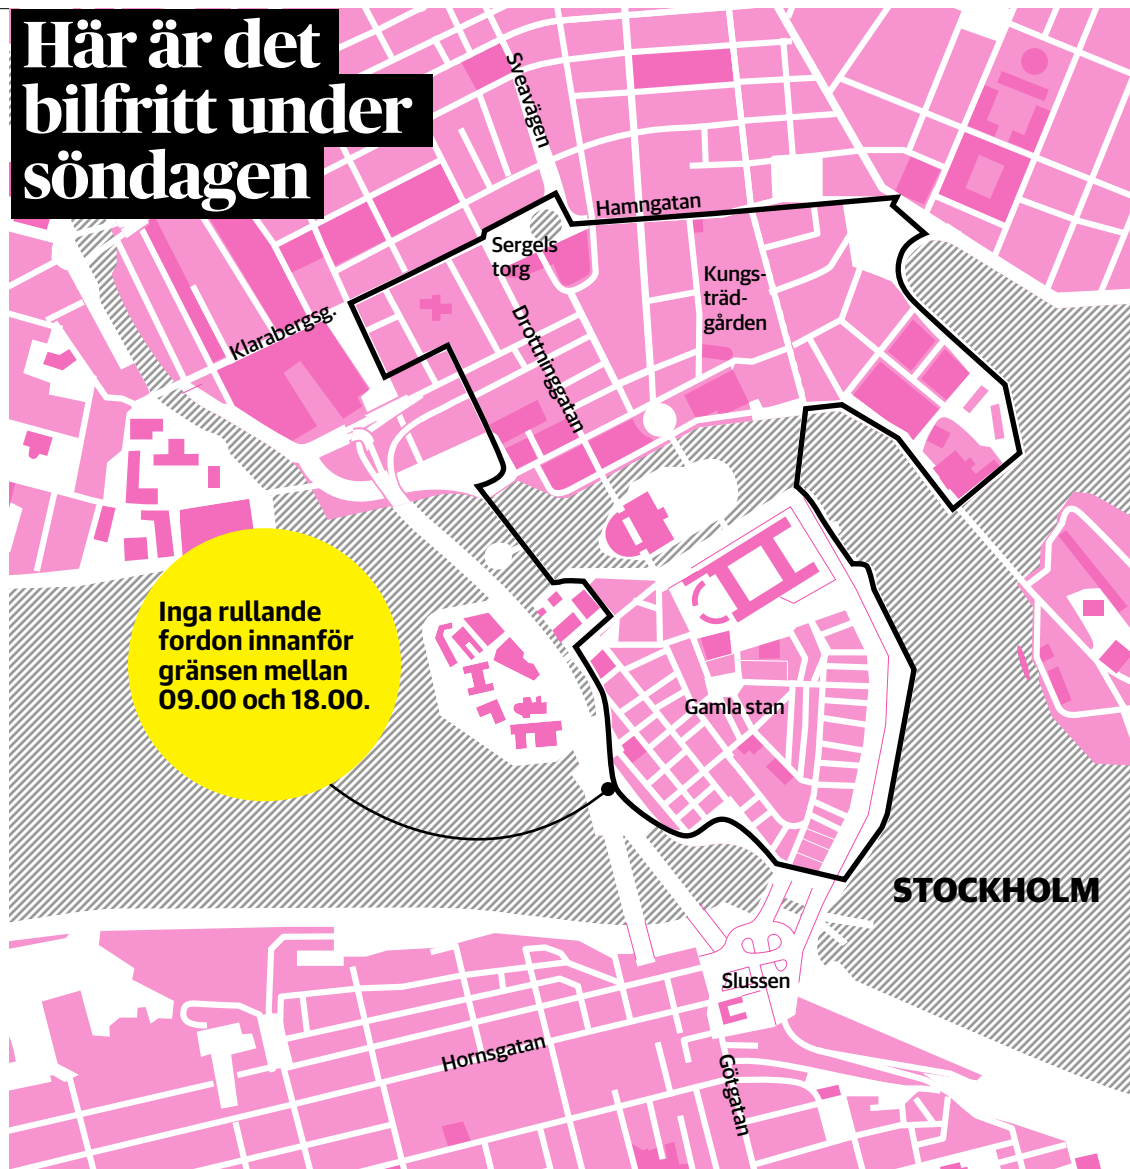 Här är det
bilfritt under
söndagen
Sveavägen
Hamngatan
Sergels
torg
Kungs-
träd-
gården
Klarabergsg.
Drottninggatan
Inga rullande
fordon innanför
gränsen mellan
09.00 och 18.00.
Gamla stan
STOCKHOLM
Slussen
Hornsgatan
Götgatan